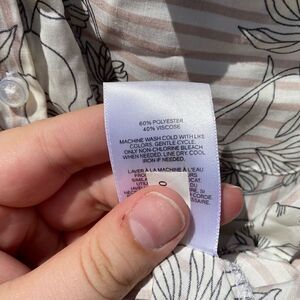 60% POLYESTER
40% VISCOSE
MACHINE WASH COLD WITH LIKE
COLORS. GENTLE CYCLE.
ONLY NON-CHLORINE BLEACH
WHEN NEEDED. LINE DRY. COOL
IRON IF NEEDED.
LAVER À LA MACHINE À L'EAU